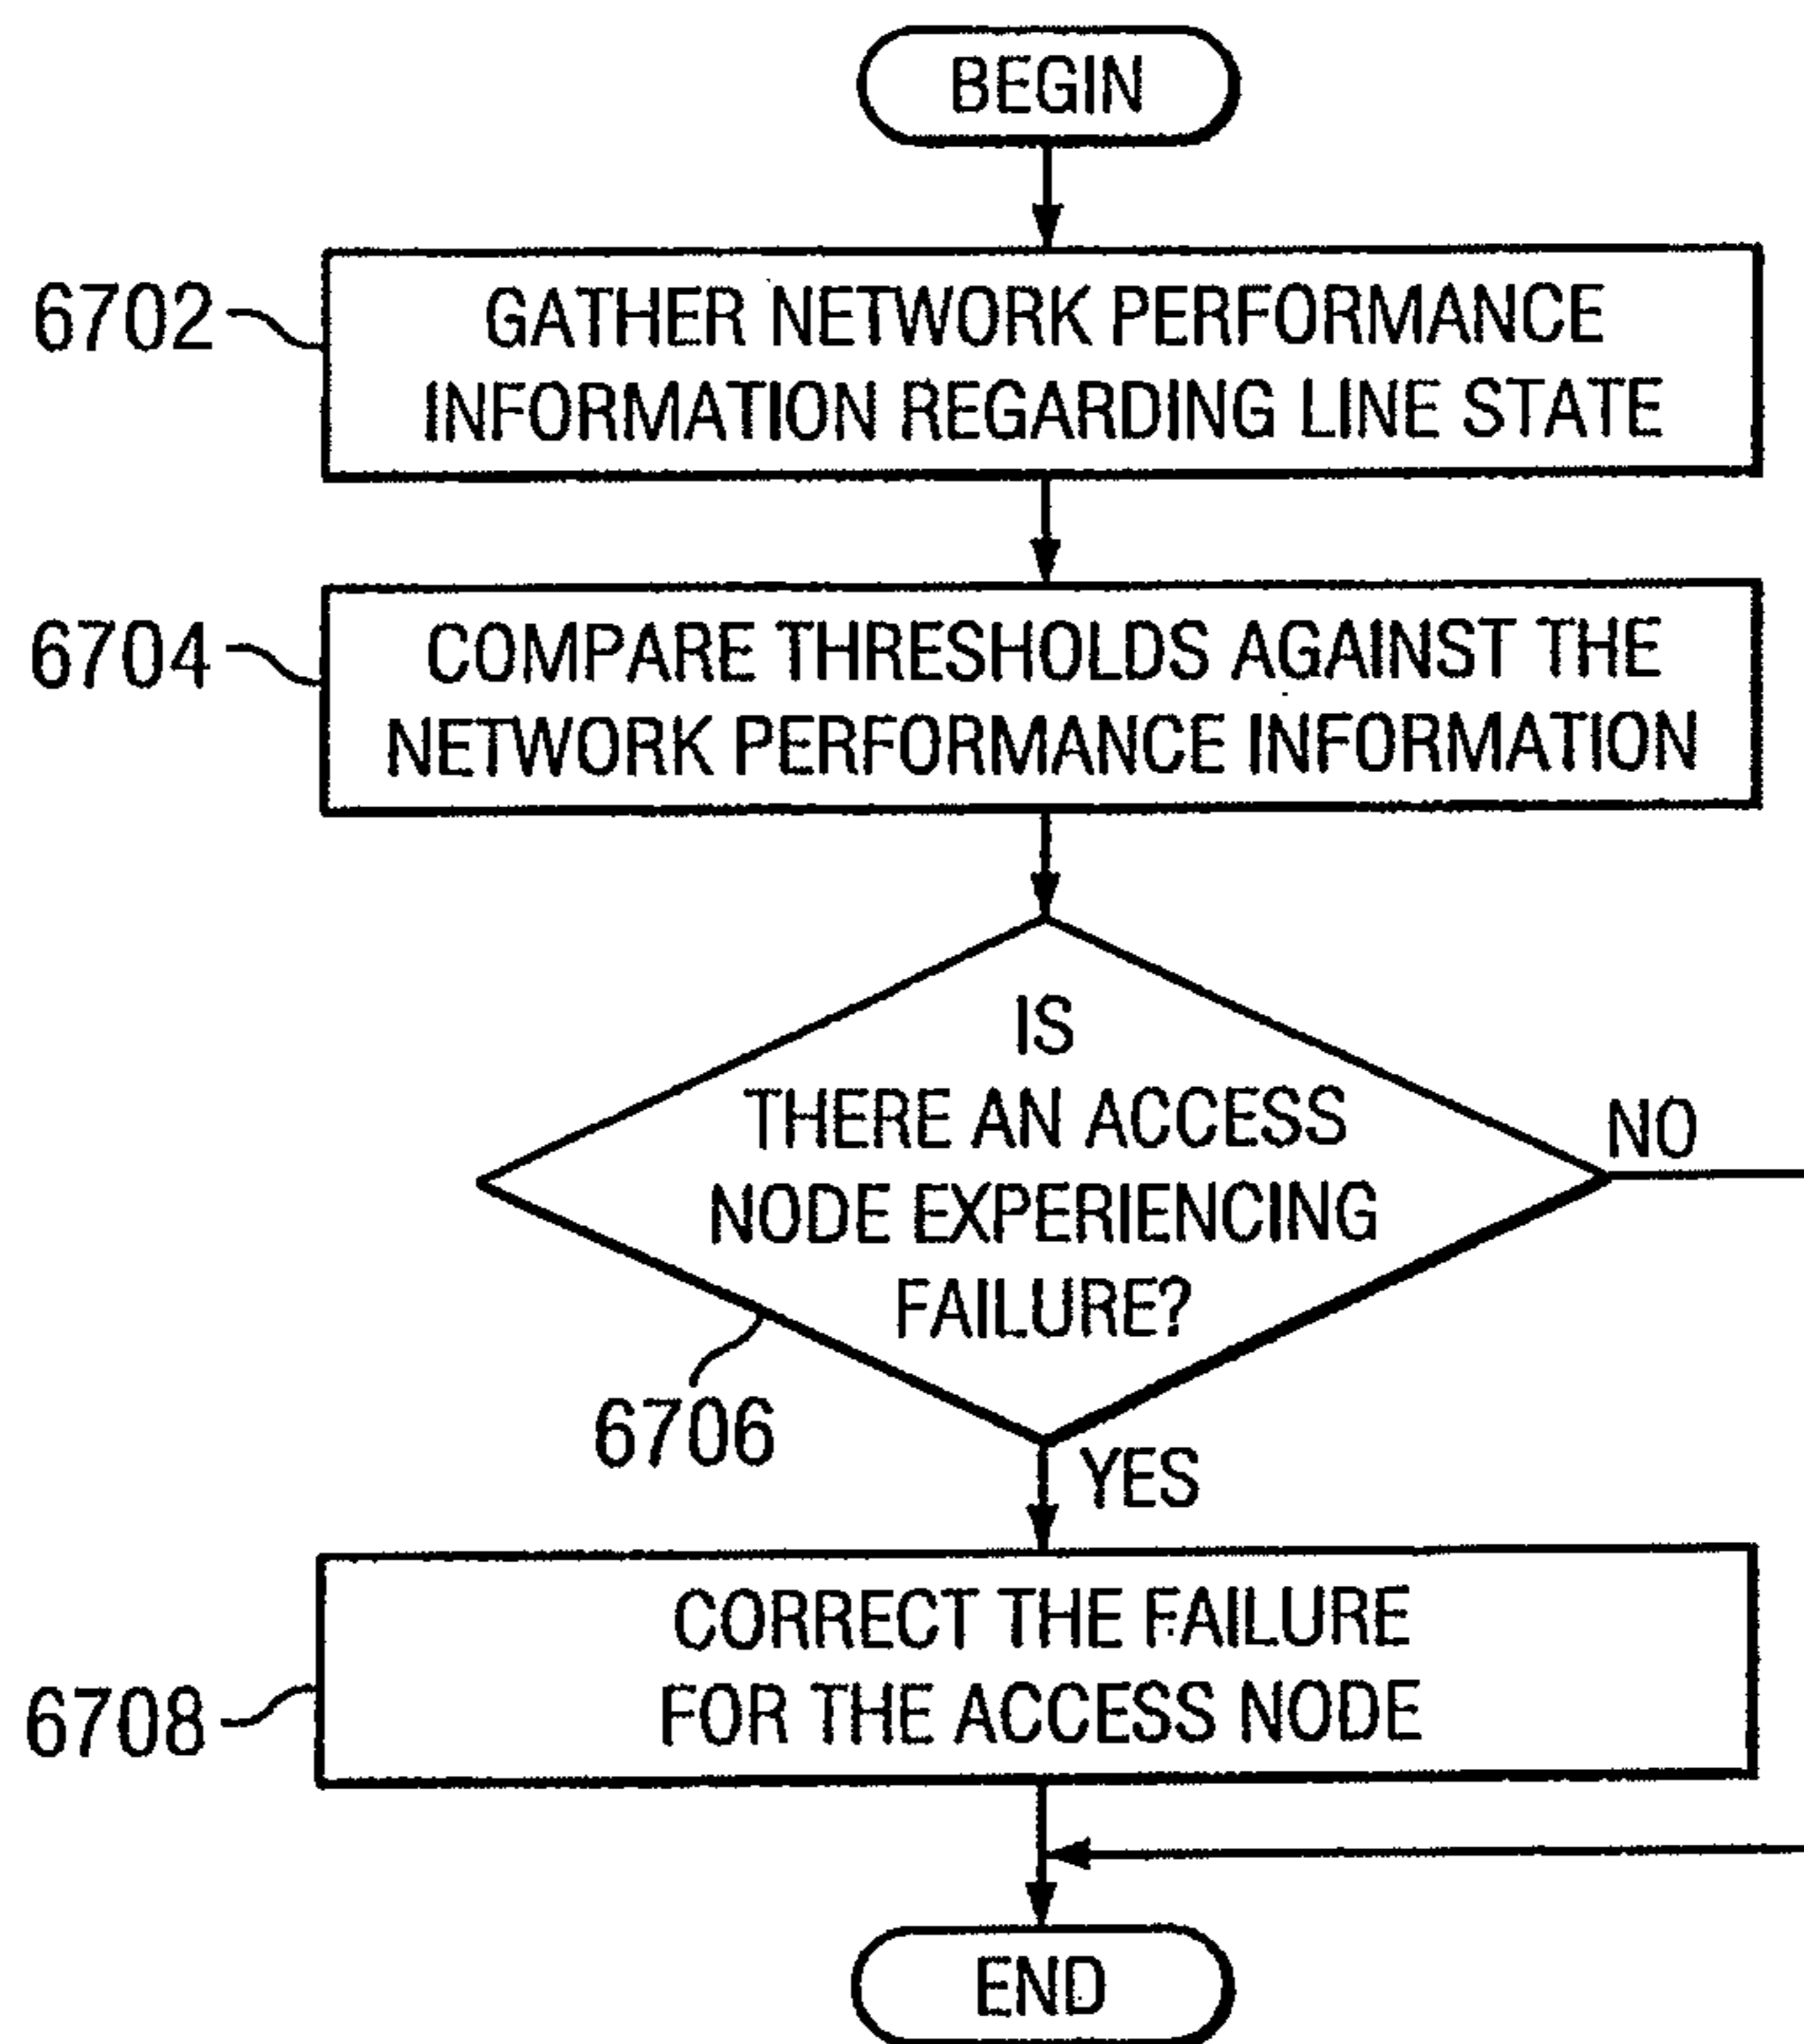 BEGIN
6702
GATHER NETWORK PERFORMANCE
INFORMATION REGARDING LINE STATE
6704
COMPARE THRESHOLDS AGAINST THE
NETWORK PERFORMANCE INFORMATION
IS
THERE AN ACCESS
NODE EXPERIENCING
FAILURE?
NO
6706
YES
CORRECT THE FAILURE
FOR THE ACCESS NODE
6708
END